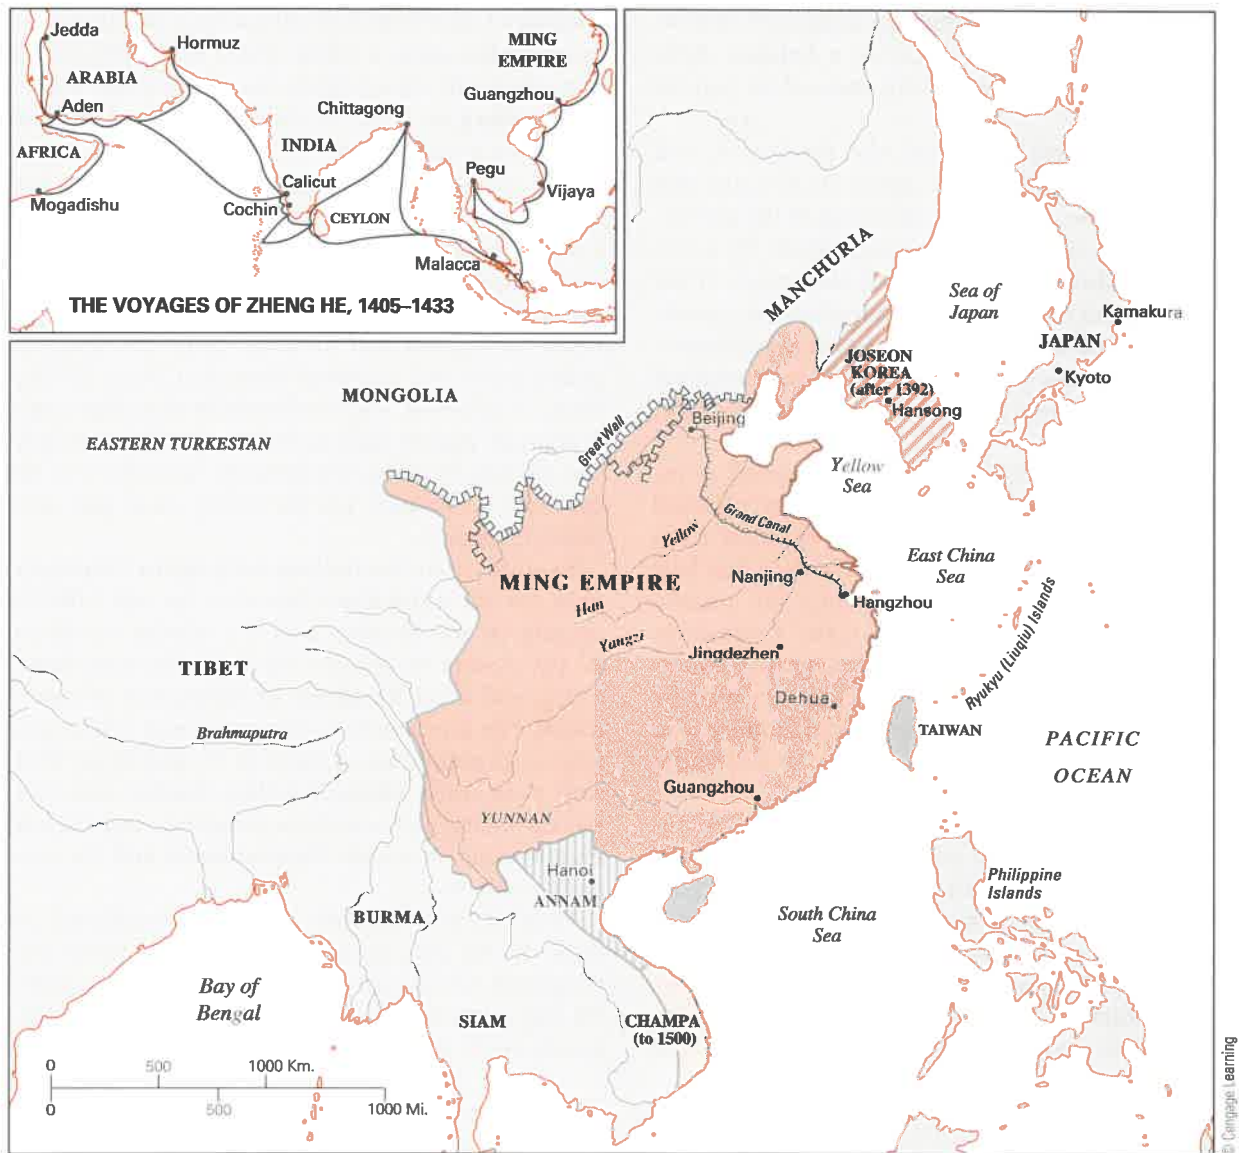 Jedda
Hormuz
ARABIA
Aden
AFRICA
Mogadishu
Chittagong
INDIA
Calicut
Cochin
CEYLON
MING
EMPIRE
Guangzhou
Pegu
Vijaya
Malacca
THE VOYAGES OF ZHENG HE, 1405–1433
MANCHURIA
Sea of
Japan
Kamakura
JAPAN
Kyoto
JOSEON
KOREA
(after 1392)
Hansong
MONGOLIA
EASTERN TURKESTAN
Great Wall
Beijing
Yellow
Sea
Grand Canal
Yellow
East China
Sea
MING EMPIRE
Nanjing
Hangzhou
Han
Yangzi
Jingdezhen
Ryukyu (Liuqiu) Islands
TIBET
Dehua
Brahmaputra
TAIWAN
PACIFIC
OCEAN
Guangzhou
YUNNAN
Hanoi
ANNAM
Philippine
Islands
BURMA
South China
Sea
Bay of
Bengal
SIAM
CHAMPA
(to 1500)
0 500 1000 Km.
0 500 1000 Mi.
© Cengage Learning